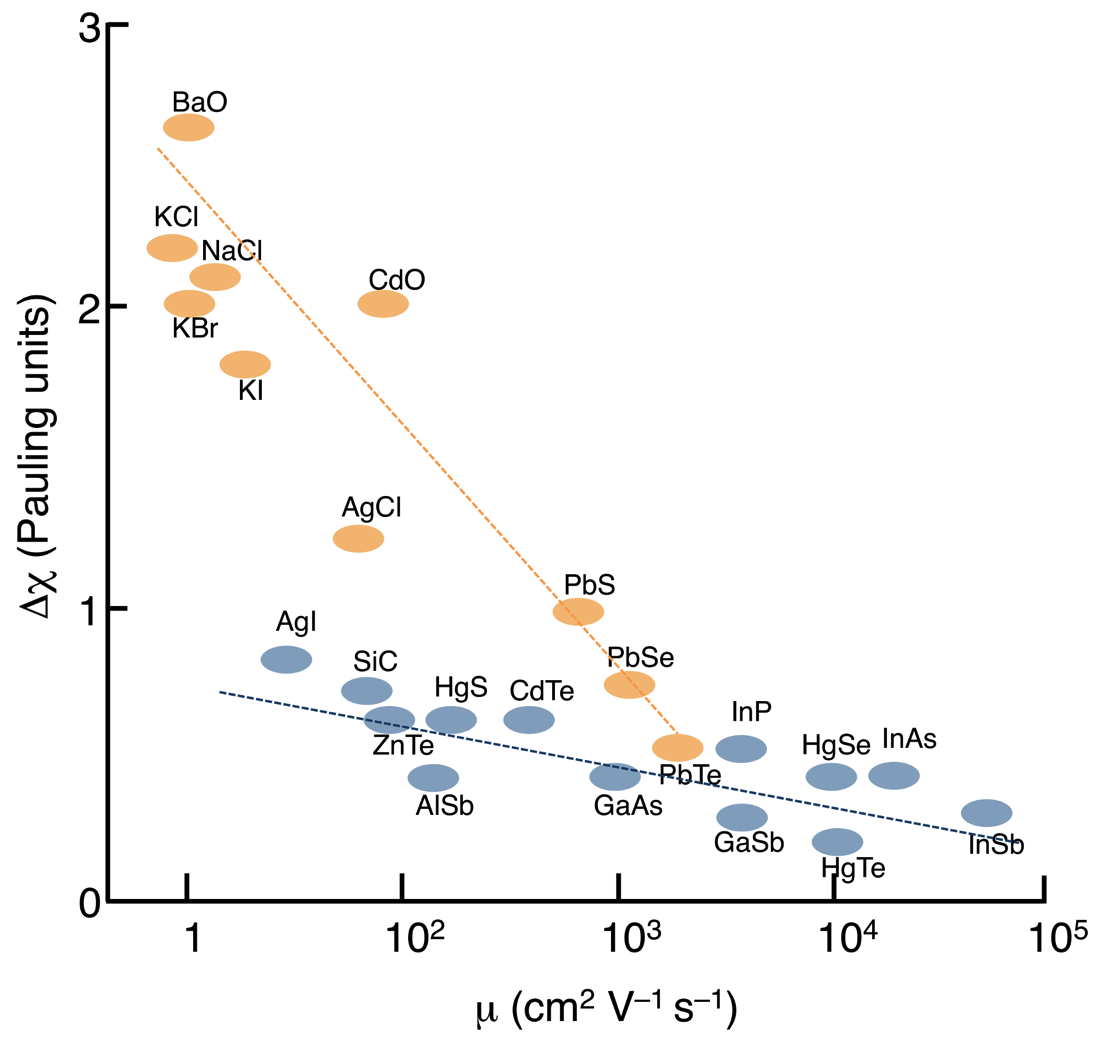 3
BaO
KCl
NaCl
CdO
2
KBr
KI
AgCl
PbS
1
AgI
PbSe
SiC
HgS
CdTe
InP
ZnTe
HgSe
InAs
PbTe
AlSb
GaAs
GaSb
InSb
HgTe
0
1
10²
10³
10⁴
10⁵
Δχ (Pauling units)
μ (cm² V⁻¹ s⁻¹)